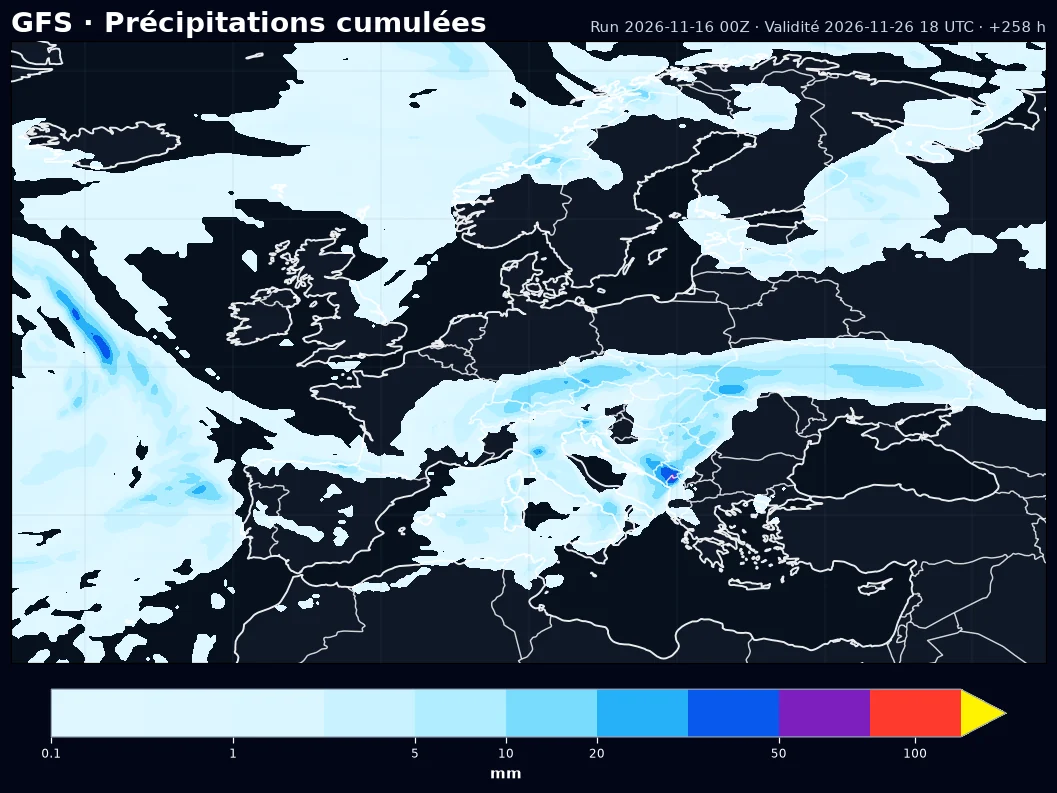 GFS · Précipitations cumulées
Run 2026-11-16 00Z · Validité 2026-11-26 18 UTC · +258 h
0.1 1 5 10 20 50 100
mm